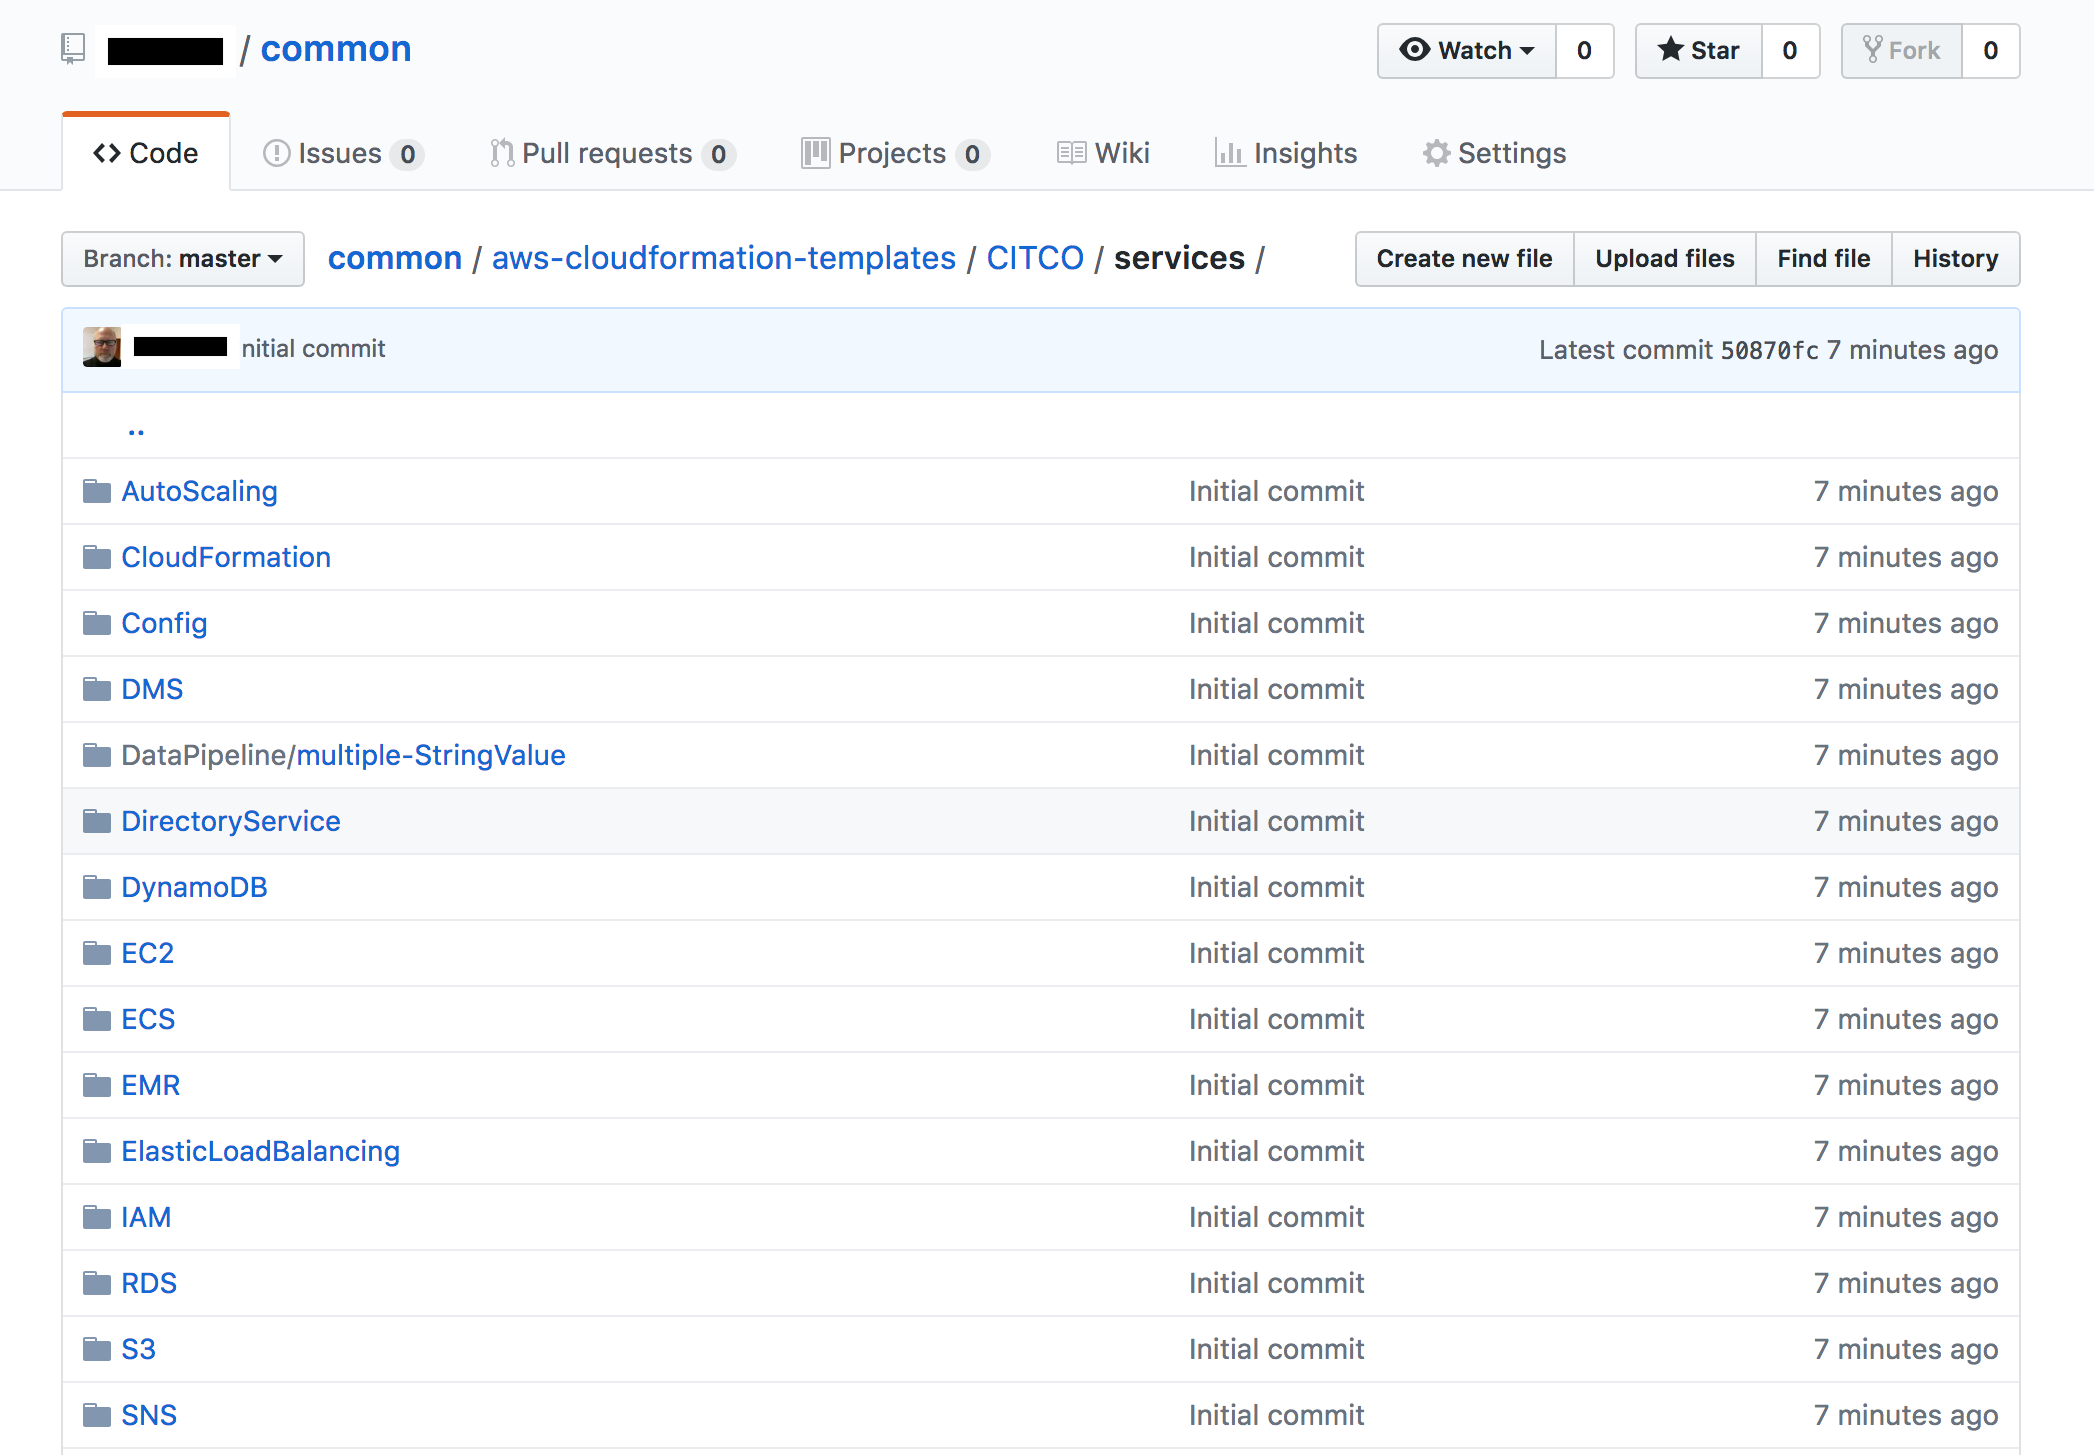 / common
Watch 0 Star 0 Fork 0
Code Issues 0 Pull requests 0 Projects 0 Wiki Insights Settings
Branch: master common / aws-cloudformation-templates / CITCO / services / Create new file Upload files Find file History
nitial commit Latest commit 50870fc 7 minutes ago
..
AutoScaling Initial commit 7 minutes ago
CloudFormation Initial commit 7 minutes ago
Config Initial commit 7 minutes ago
DMS Initial commit 7 minutes ago
DataPipeline/multiple-StringValue Initial commit 7 minutes ago
DirectoryService Initial commit 7 minutes ago
DynamoDB Initial commit 7 minutes ago
EC2 Initial commit 7 minutes ago
ECS Initial commit 7 minutes ago
EMR Initial commit 7 minutes ago
ElasticLoadBalancing Initial commit 7 minutes ago
IAM Initial commit 7 minutes ago
RDS Initial commit 7 minutes ago
S3 Initial commit 7 minutes ago
SNS Initial commit 7 minutes ago